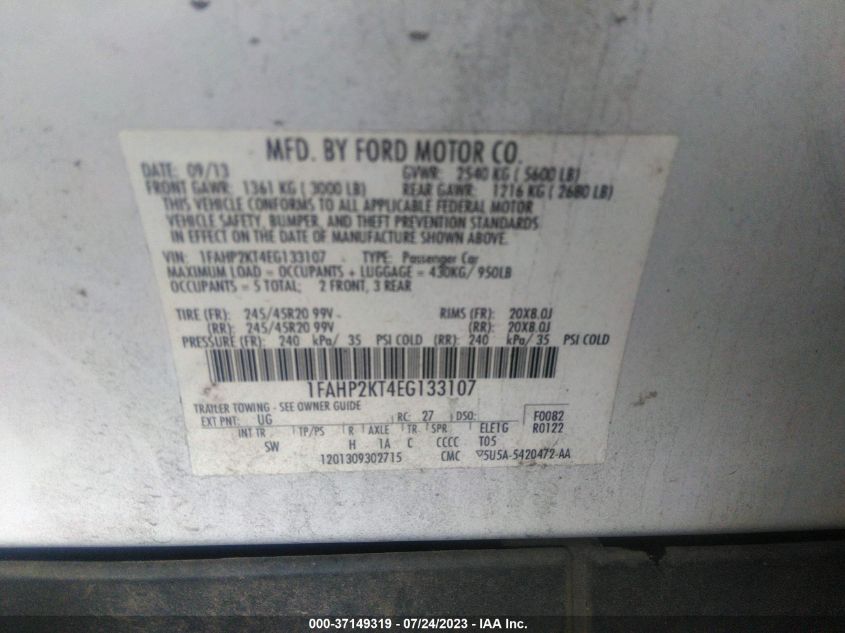 MFD. BY FORD MOTOR CO.
DATE: 09/13 GVWR: 2540 KG ( 5600 LB)
FRONT GAWR: 1361 KG ( 3000 LB) REAR GAWR: 1216 KG ( 2680 LB)
THIS VEHICLE CONFORMS TO ALL APPLICABLE FEDERAL MOTOR
VEHICLE SAFETY, BUMPER, AND THEFT PREVENTION STANDARDS
IN EFFECT ON THE DATE OF MANUFACTURE SHOWN ABOVE.
VIN: 1FAHP2KT4EG133107 TYPE: Passenger Car
MAXIMUM LOAD = OCCUPANTS + LUGGAGE = 430KG/ 950LB
OCCUPANTS = 5 TOTAL; 2 FRONT, 3 REAR
TIRE (FR): 245/45R20 99V RIMS (FR): 20X8.0J
(RR): 245/45R20 99V (RR): 20X8.0J
PRESSURE (FR): 240 kPa/ 35 PSI COLD (RR): 240 kPa/ 35 PSI COLD
1FAHP2KT4EG133107
TRAILER TOWING - SEE OWNER GUIDE
EXT PNT: UG RC: 27 DSO: F0082
INT TR TP/PS R AXLE TR SPR ELE1G R0122
SW H 1A C CCCC T05
1201309302715 CMC ▽5U5A-5420472-AA
000-37149319 / 07/24/2023 - IAA Inc.